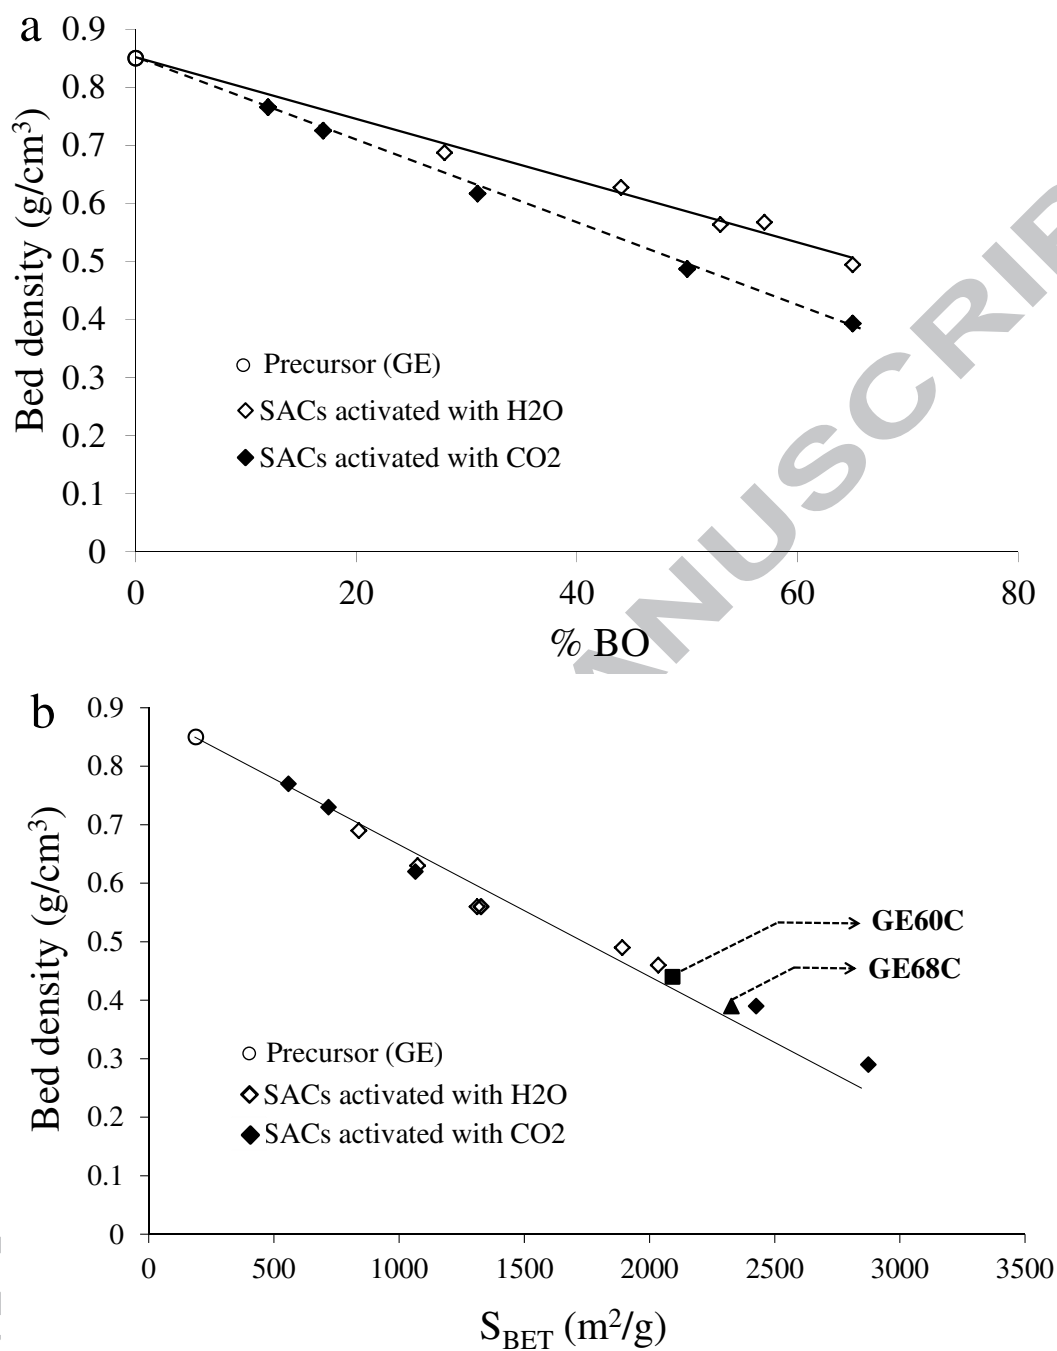 a
0.9
0.8
0.7
0.6
0.5
0.4
0.3
0.2
0.1
0
Bed density (g/cm³)
Precursor (GE)
SACs activated with H2O
SACs activated with CO2
0 20 40 60 80
% BO
ANUSCRIP
b
0.9
0.8
0.7
0.6
0.5
0.4
0.3
0.2
0.1
0
Bed density (g/cm³)
GE60C
GE68C
Precursor (GE)
SACs activated with H2O
SACs activated with CO2
0 500 1000 1500 2000 2500 3000 3500
S_BET (m²/g)